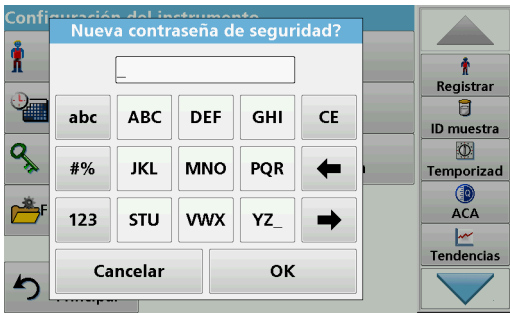 Configuración del instrumento
Nueva contraseña de seguridad?
_
abc ABC DEF GHI CE
#% JKL MNO PQR
123 STU VWX YZ_
Cancelar OK
Principal
Registrar
ID muestra
Temporizad
ACA
Tendencias